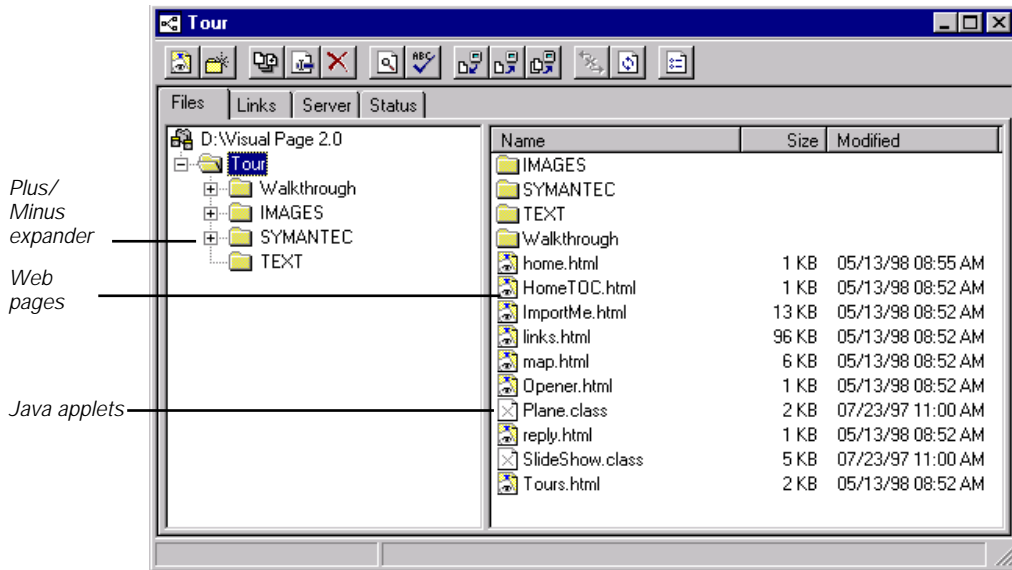 Tour
ABC
Files Links Server Status
D:\Visual Page 2.0
Tour
Walkthrough
IMAGES
SYMANTEC
TEXT
Plus/
Minus
expander
Web
pages
Java applets
Name Size Modified
IMAGES
SYMANTEC
TEXT
Walkthrough
home.html 1 KB 05/13/98 08:55 AM
HomeTOC.html 1 KB 05/13/98 08:52 AM
ImportMe.html 13 KB 05/13/98 08:52 AM
links.html 96 KB 05/13/98 08:52 AM
map.html 6 KB 05/13/98 08:52 AM
Opener.html 1 KB 05/13/98 08:52 AM
Plane.class 2 KB 07/23/97 11:00 AM
reply.html 1 KB 05/13/98 08:52 AM
SlideShow.class 5 KB 07/23/97 11:00 AM
Tours.html 2 KB 05/13/98 08:52 AM